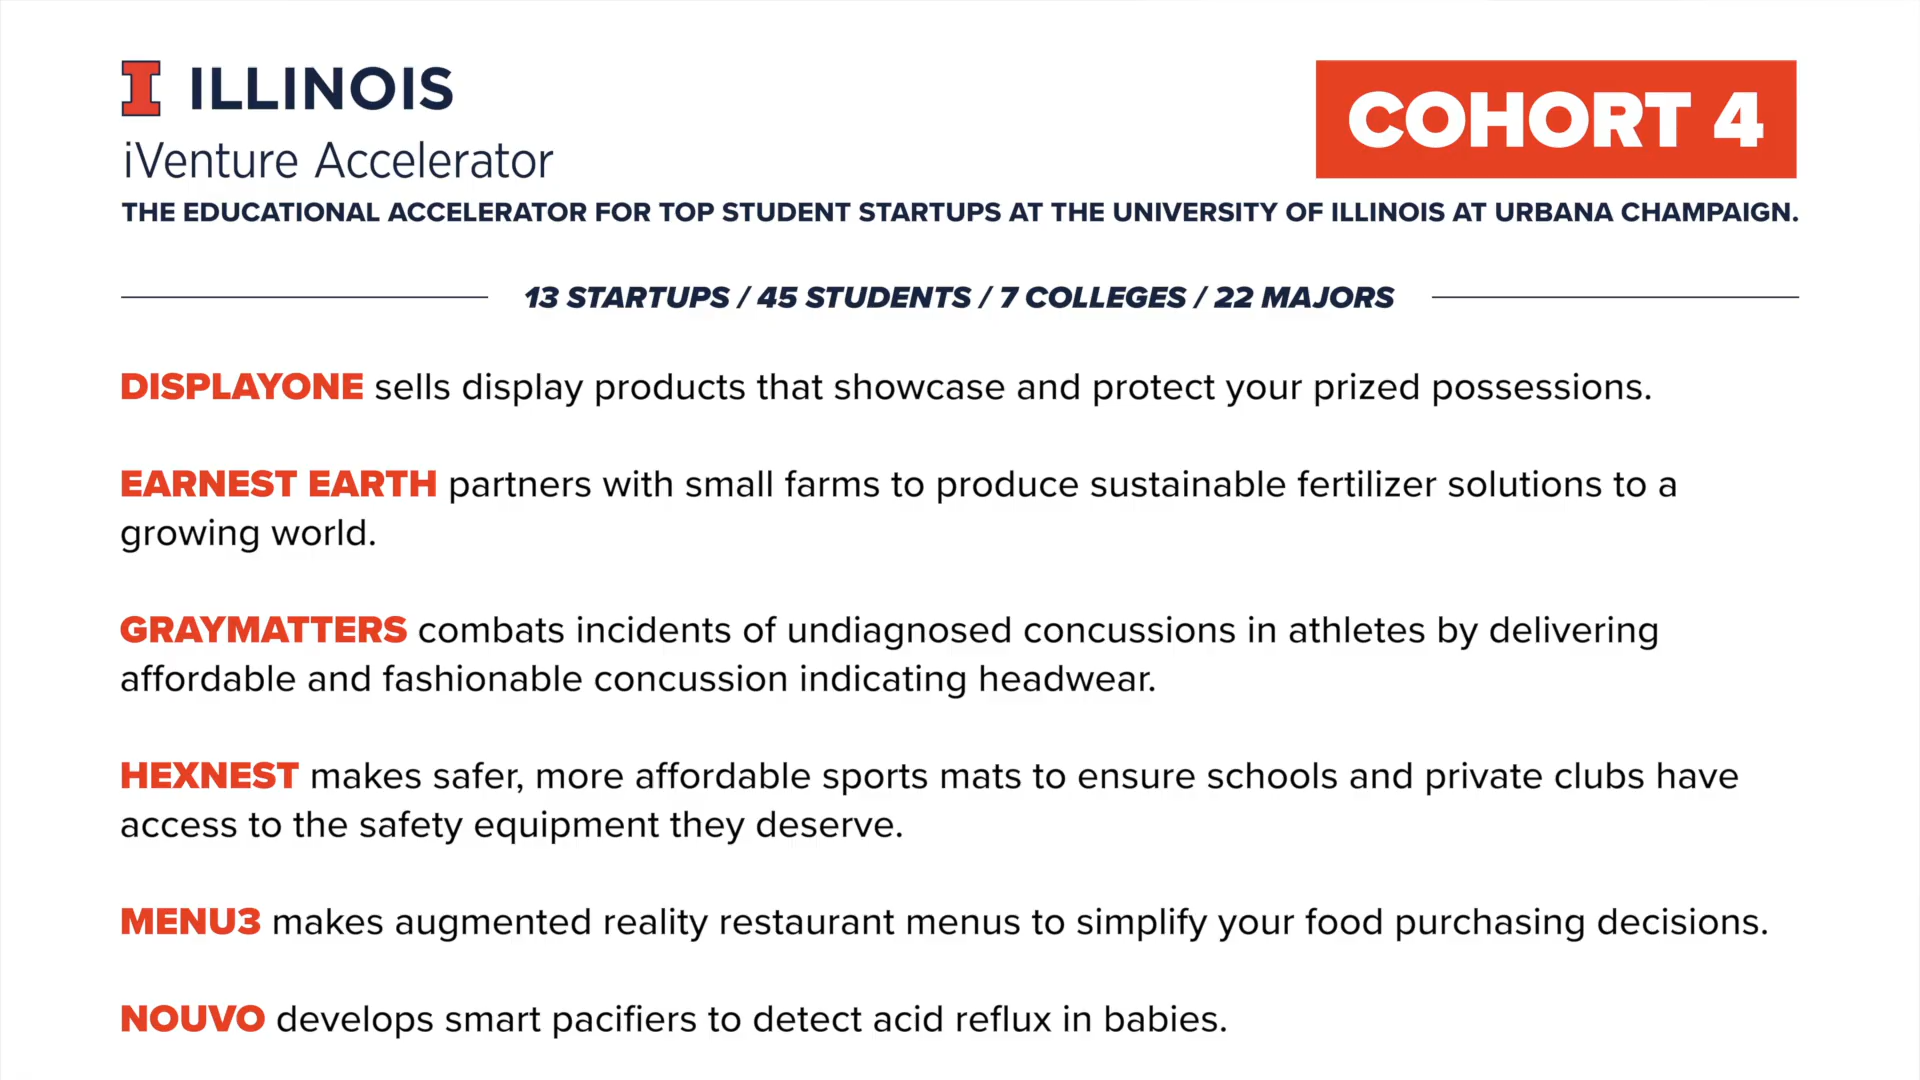 I ILLINOIS
iVenture Accelerator
COHORT 4
THE EDUCATIONAL ACCELERATOR FOR TOP STUDENT STARTUPS AT THE UNIVERSITY OF ILLINOIS AT URBANA CHAMPAIGN.
13 STARTUPS / 45 STUDENTS / 7 COLLEGES / 22 MAJORS
DISPLAYONE sells display products that showcase and protect your prized possessions.
EARNEST EARTH partners with small farms to produce sustainable fertilizer solutions to a
growing world.
GRAYMATTERS combats incidents of undiagnosed concussions in athletes by delivering
affordable and fashionable concussion indicating headwear.
HEXNEST makes safer, more affordable sports mats to ensure schools and private clubs have
access to the safety equipment they deserve.
MENU3 makes augmented reality restaurant menus to simplify your food purchasing decisions.
NOUVO develops smart pacifiers to detect acid reflux in babies.